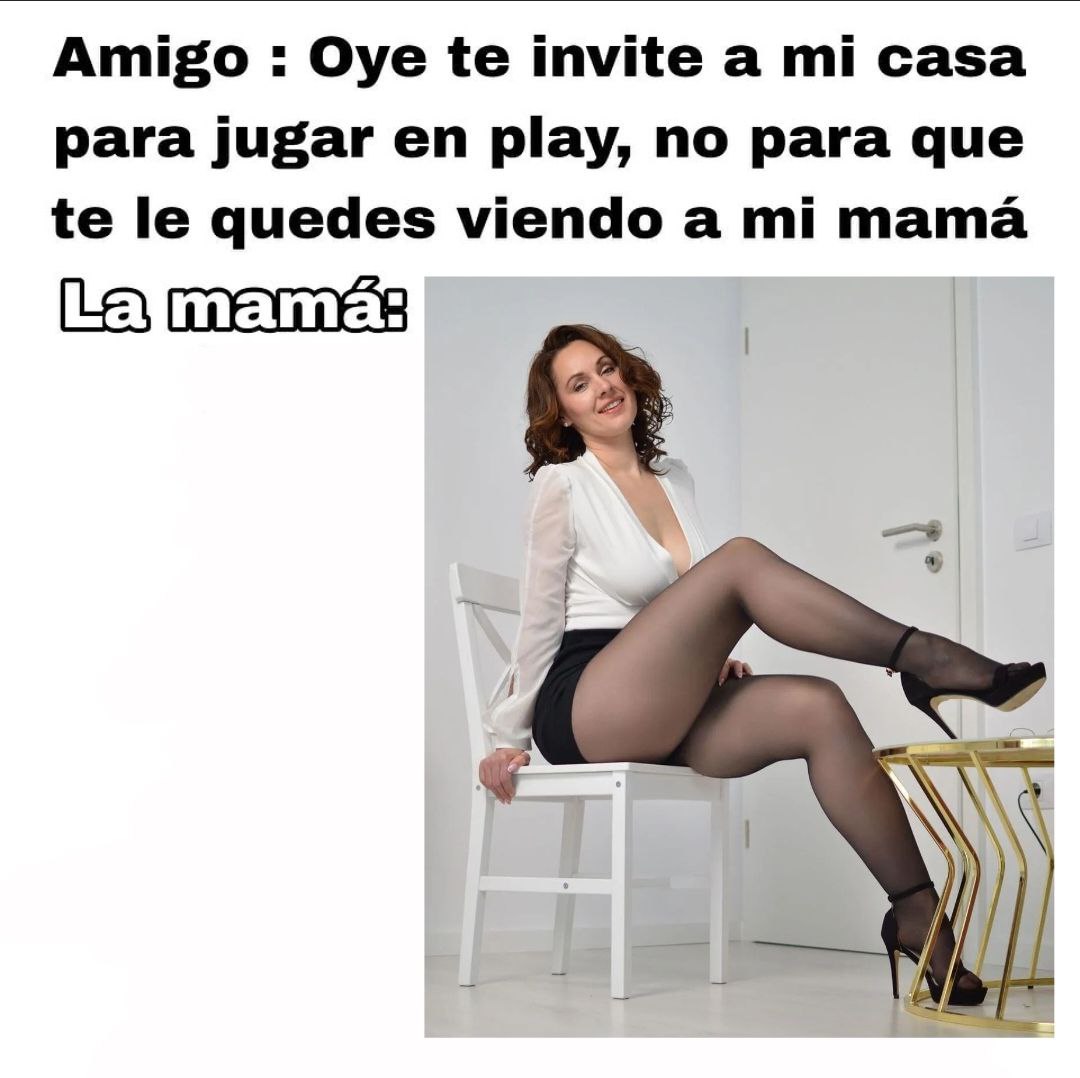 Amigo : Oye te invite a mi casa
para jugar en play, no para que
te le quedes viendo a mi mamá
La mamá: